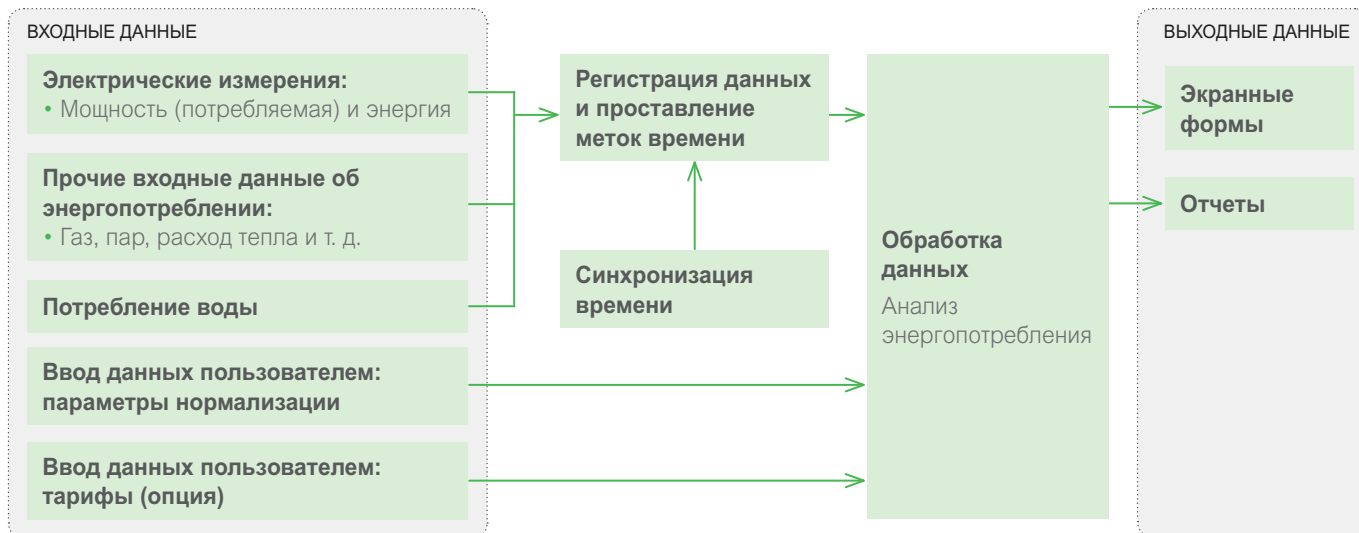 ВХОДНЫЕ ДАННЫЕ
Электрические измерения:
• Мощность (потребляемая) и энергия
Прочие входные данные об
энергопотреблении:
• Газ, пар, расход тепла и т. д.
Потребление воды
Ввод данных пользователем:
параметры нормализации
Ввод данных пользователем:
тарифы (опция)
Регистрация данных
и проставление
меток времени
Синхронизация
времени
Обработка
данных
Анализ
энергопотребления
ВЫХОДНЫЕ ДАННЫЕ
Экранные
формы
Отчеты